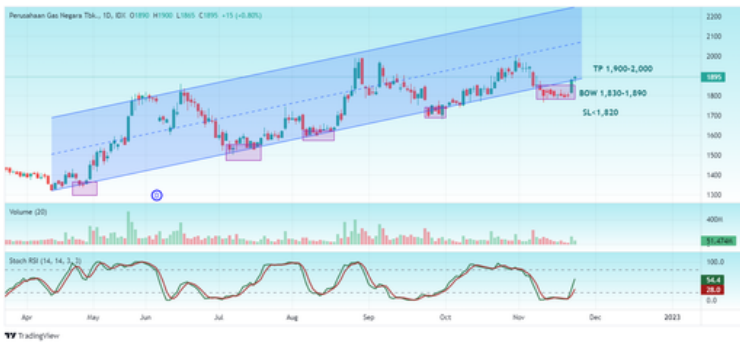 Perusahaan Gas Negara Tbk., 1D, IDX O1890 H1900 L1865 C1895 +15 (+0.80%)
2200
2100
2000
TP 1,900-2,000
1895
BOW 1,830-1,890
1800
SL<1,820
1700
1600
1500
1400
1300
Volume (20)
400M
51.474M
Stoch RSI (14, 14, 3, 3)
100.0
54.4
28.0
0.0
Apr May Jun Jul Aug Sep Oct Nov Dec 2023
TradingView